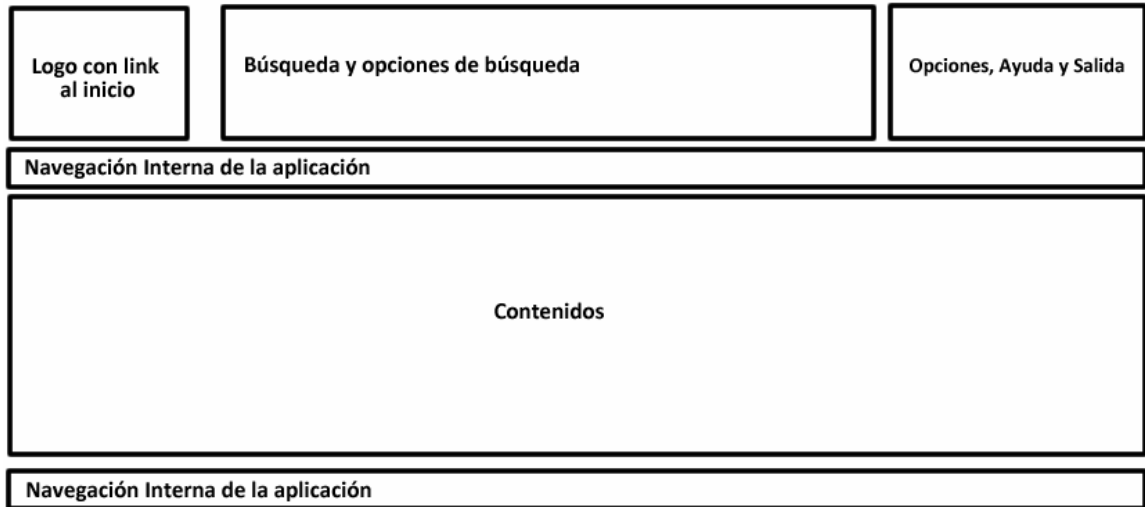 Logo con link
al inicio
Búsqueda y opciones de búsqueda
Opciones, Ayuda y Salida
Navegación Interna de la aplicación
Contenidos
Navegación Interna de la aplicación